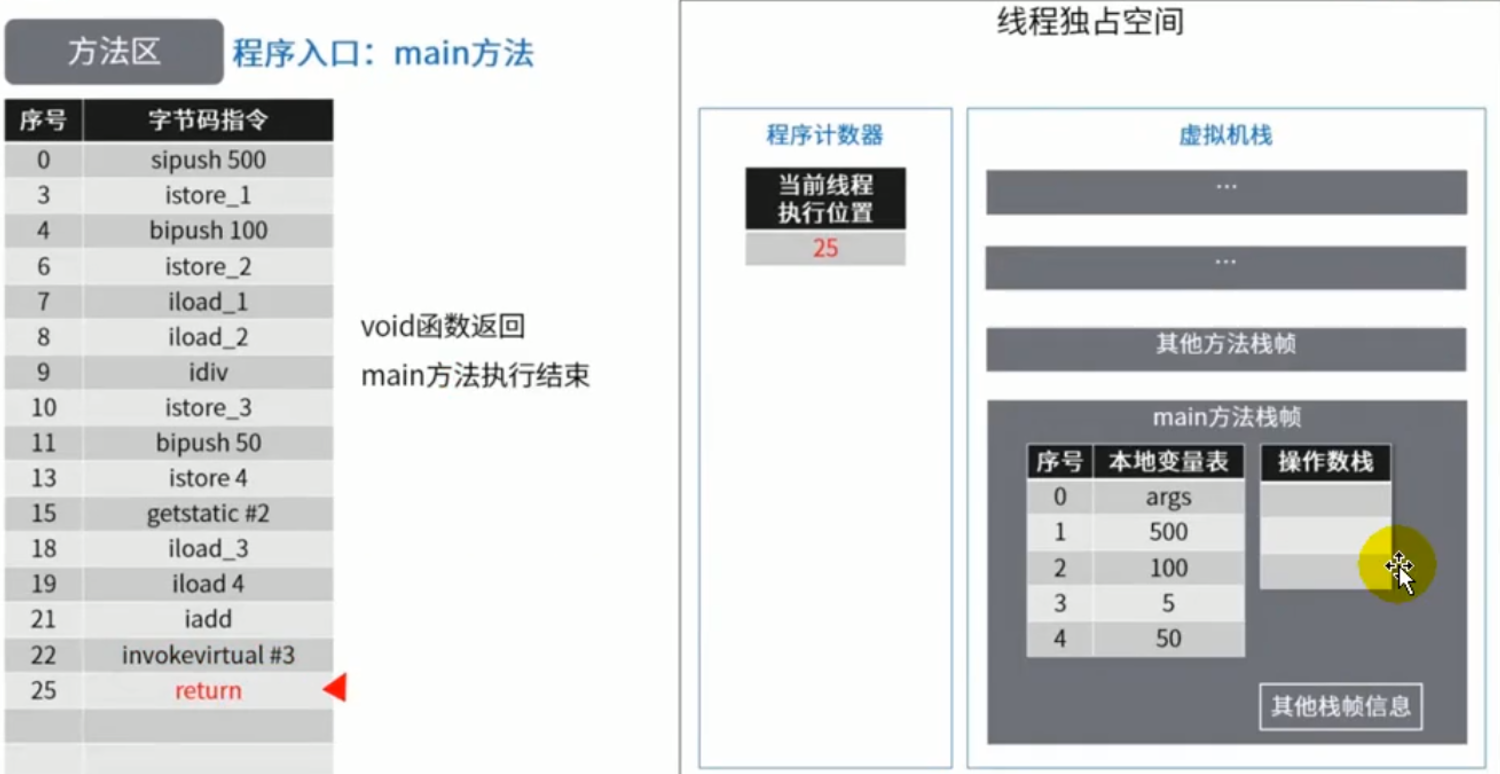 方法区 程序入口：main方法
序号 字节码指令
0 sipush 500
3 istore_1
4 bipush 100
6 istore_2
7 iload_1
8 iload_2
9 idiv
10 istore_3
11 bipush 50
13 istore 4
15 getstatic #2
18 iload_3
19 iload 4
21 iadd
22 invokevirtual #3
25 return
void函数返回
main方法执行结束
线程独占空间
程序计数器
当前线程
执行位置
25
虚拟机栈
...
...
其他方法栈帧
main方法栈帧
序号 本地变量表
0 args
1 500
2 100
3 5
4 50
操作数栈
其他栈帧信息